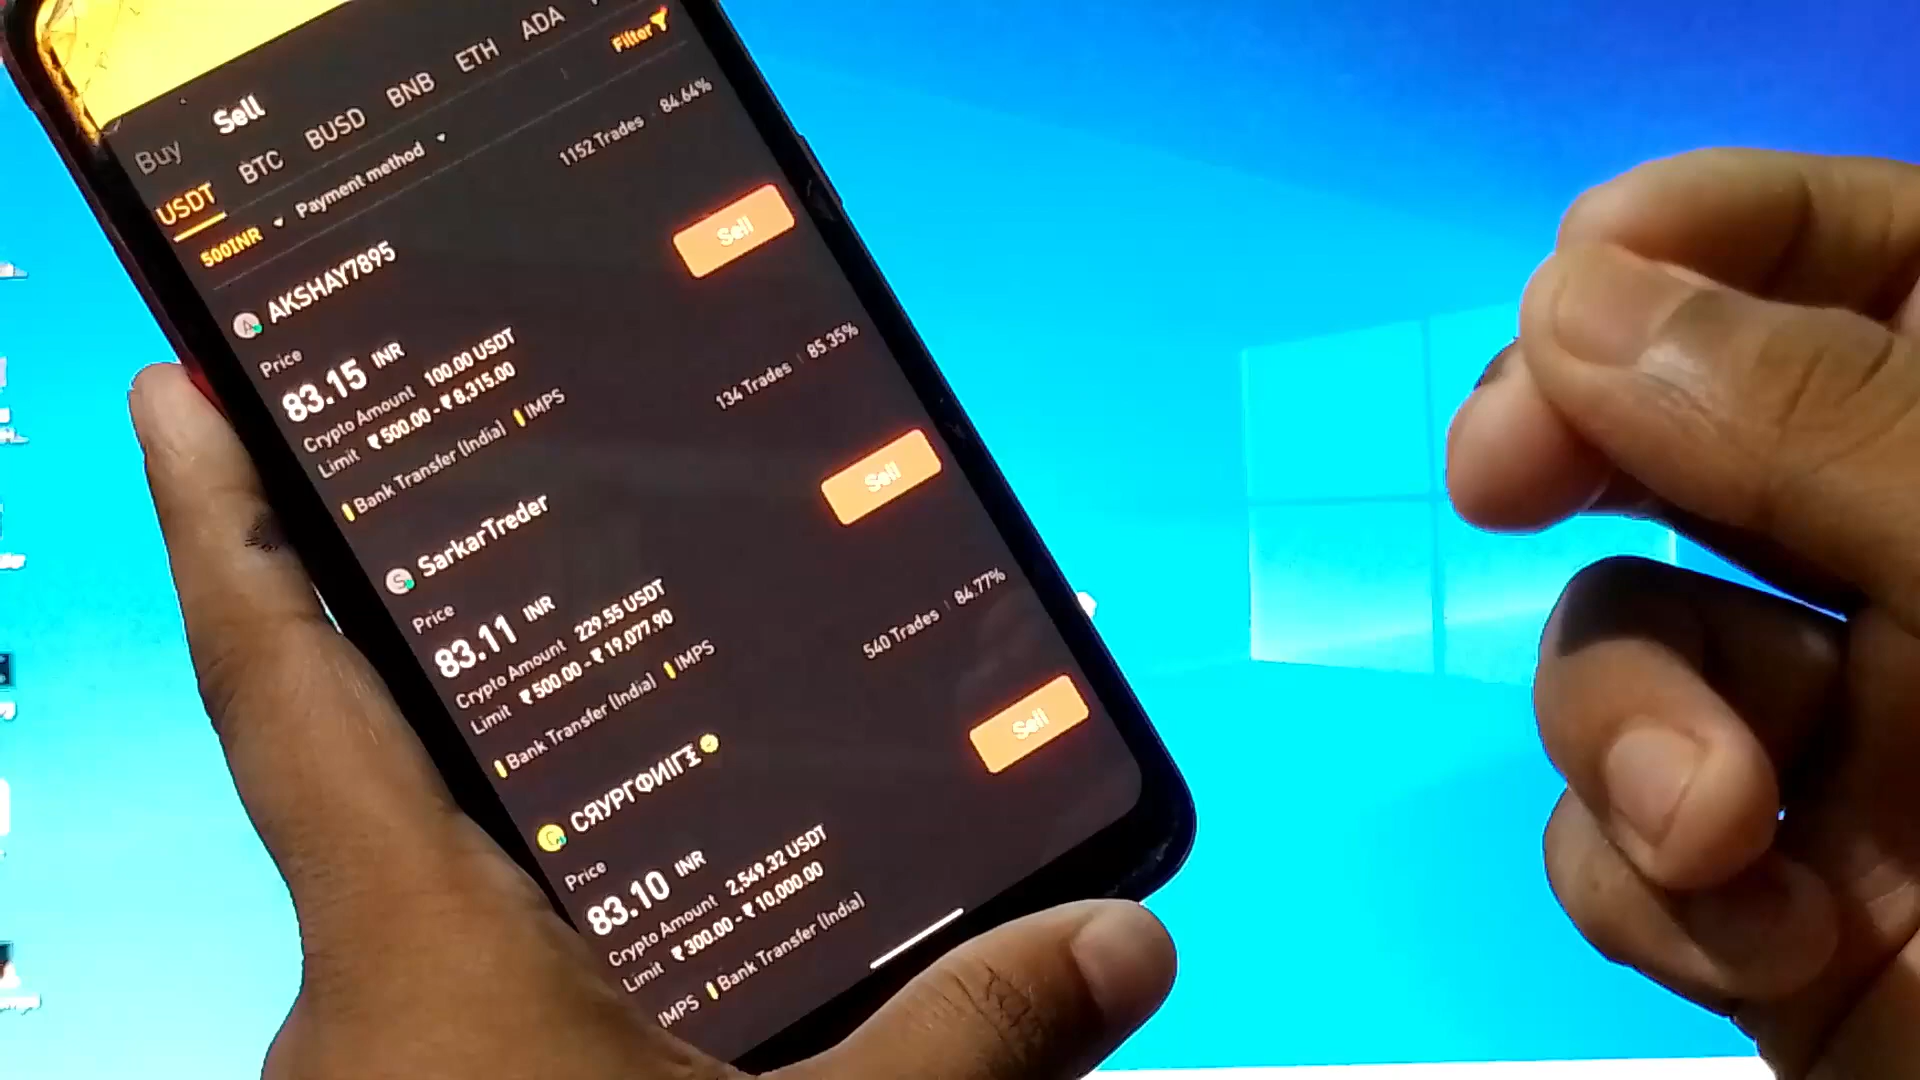 Buy Sell
USDT BTC BUSD BNB ETH ADA
500INR Payment method Filter
AKSHAY7895 1152 Trades | 84.64%
Price
83.15 INR
Crypto Amount 100.00 USDT
Limit ₹ 500.00 - ₹ 8,315.00
Sell
Bank Transfer (India) IMPS
SarkarTreder 134 Trades | 85.35%
Price
83.11 INR
Crypto Amount 229.55 USDT
Limit ₹ 500.00 - ₹ 19,077.90
Sell
Bank Transfer (India) IMPS
CЯУPГФИIГΣ 540 Trades | 84.77%
Price
83.10 INR
Crypto Amount 2,549.32 USDT
Limit ₹ 300.00 - ₹ 10,000.00
Sell
IMPS Bank Transfer (India)